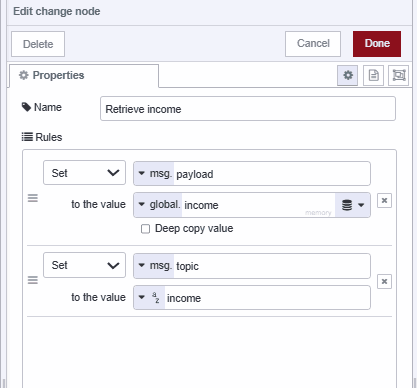 Edit change node
Delete
Cancel
Done
Properties
Name
Retrieve income
Rules
Set
msg. payload
to the value
global. income
memory
Deep copy value
Set
msg. topic
to the value
a
z
income